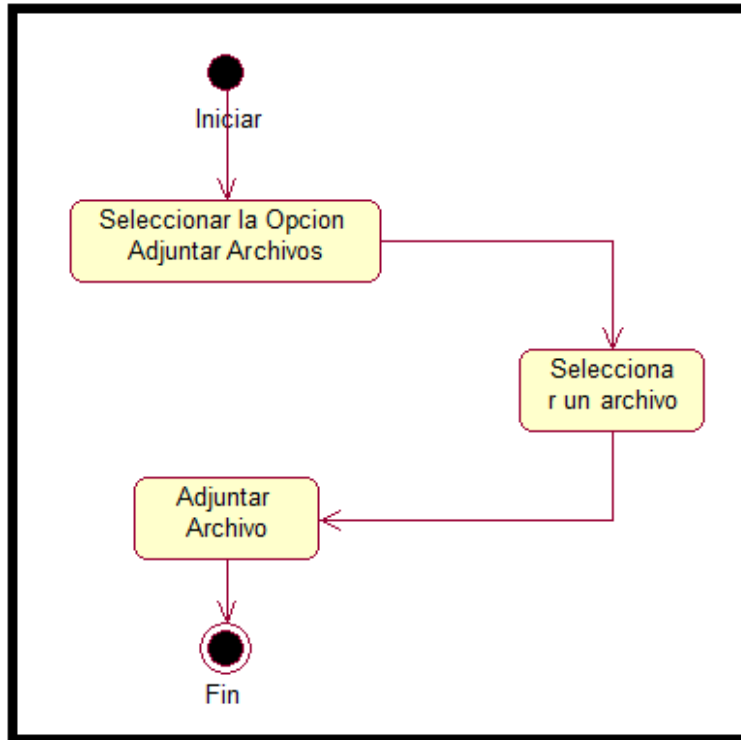 Iniciar
Seleccionar la Opcion
Adjuntar Archivos
Selecciona
r un archivo
Adjuntar
Archivo
Fin